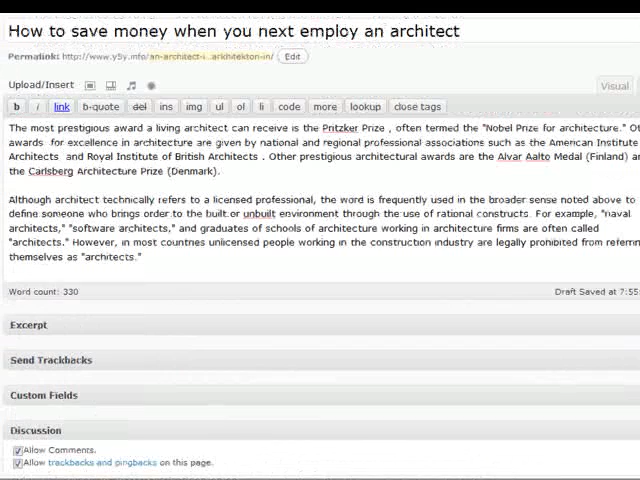 How to save money when you next employ an architect
Permalink: http://www.y5y.info/an-architect-i...arkhitekton-in/ Edit
Upload/Insert Visual
b i link b-quote del ins img ul ol li code more lookup close tags
The most prestigious award a living architect can receive is the Pritzker Prize , often termed the "Nobel Prize for architecture." Ot
awards for excellence in architecture are given by national and regional professional associations such as the American Institute
Architects and Royal Institute of British Architects . Other prestigious architectural awards are the Alvar Aalto Medal (Finland) an
the Carlsberg Architecture Prize (Denmark).
Although architect technically refers to a licensed professional, the word is frequently used in the broader sense noted above to
define someone who brings order to the built or unbuilt environment through the use of rational constructs. For example, "naval
architects," "software architects," and graduates of schools of architecture working in architecture firms are often called
"architects." However, in most countries unlicensed people working in the construction industry are legally prohibited from referrin
themselves as "architects."
Word count: 330 Draft Saved at 7:55:
Excerpt
Send Trackbacks
Custom Fields
Discussion
Allow Comments.
Allow trackbacks and pingbacks on this page.